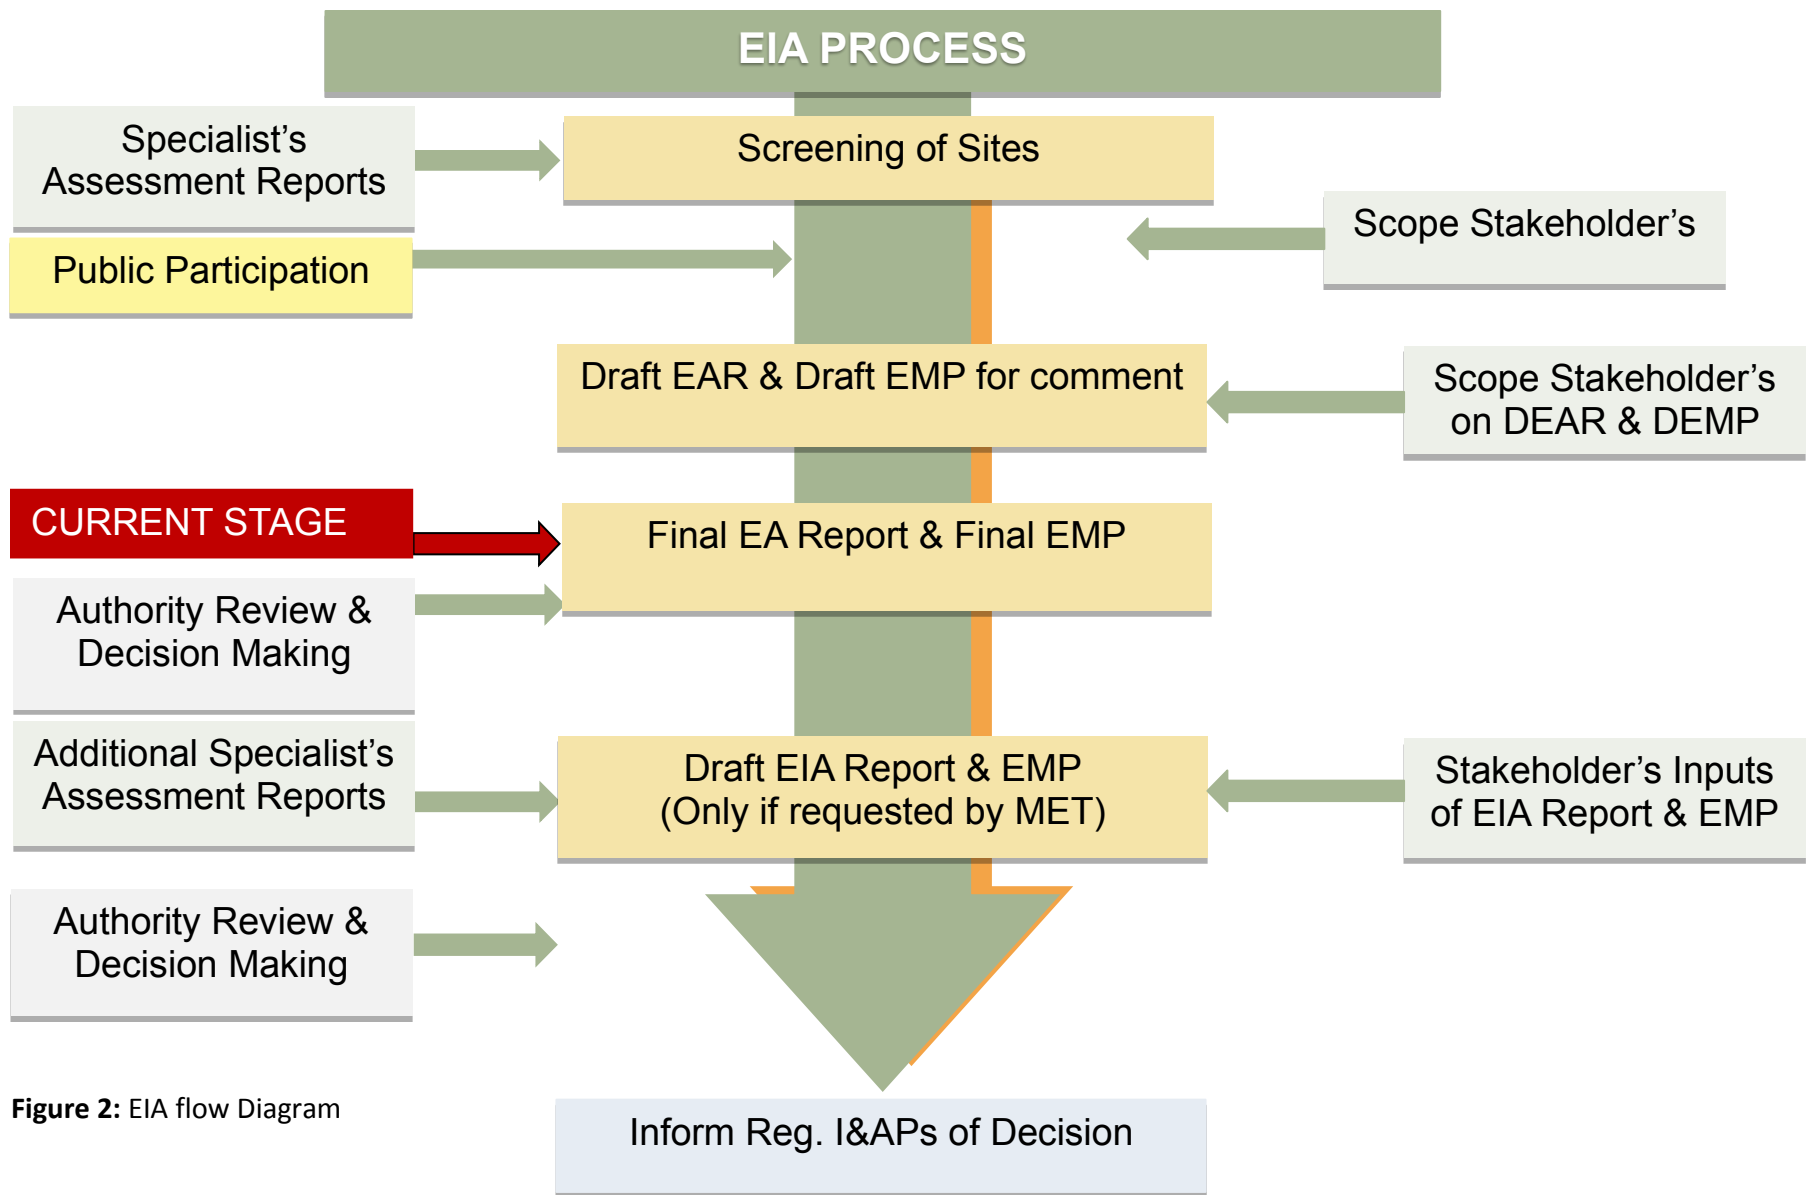 EIA PROCESS
Specialist's
Assessment Reports
Screening of Sites
Scope Stakeholder's
Public Participation
Draft EAR & Draft EMP for comment
Scope Stakeholder's
on DEAR & DEMP
CURRENT STAGE
Final EA Report & Final EMP
Authority Review &
Decision Making
Additional Specialist's
Assessment Reports
Draft EIA Report & EMP
(Only if requested by MET)
Stakeholder's Inputs
of EIA Report & EMP
Authority Review &
Decision Making
Figure 2: EIA flow Diagram
Inform Reg. I&APs of Decision